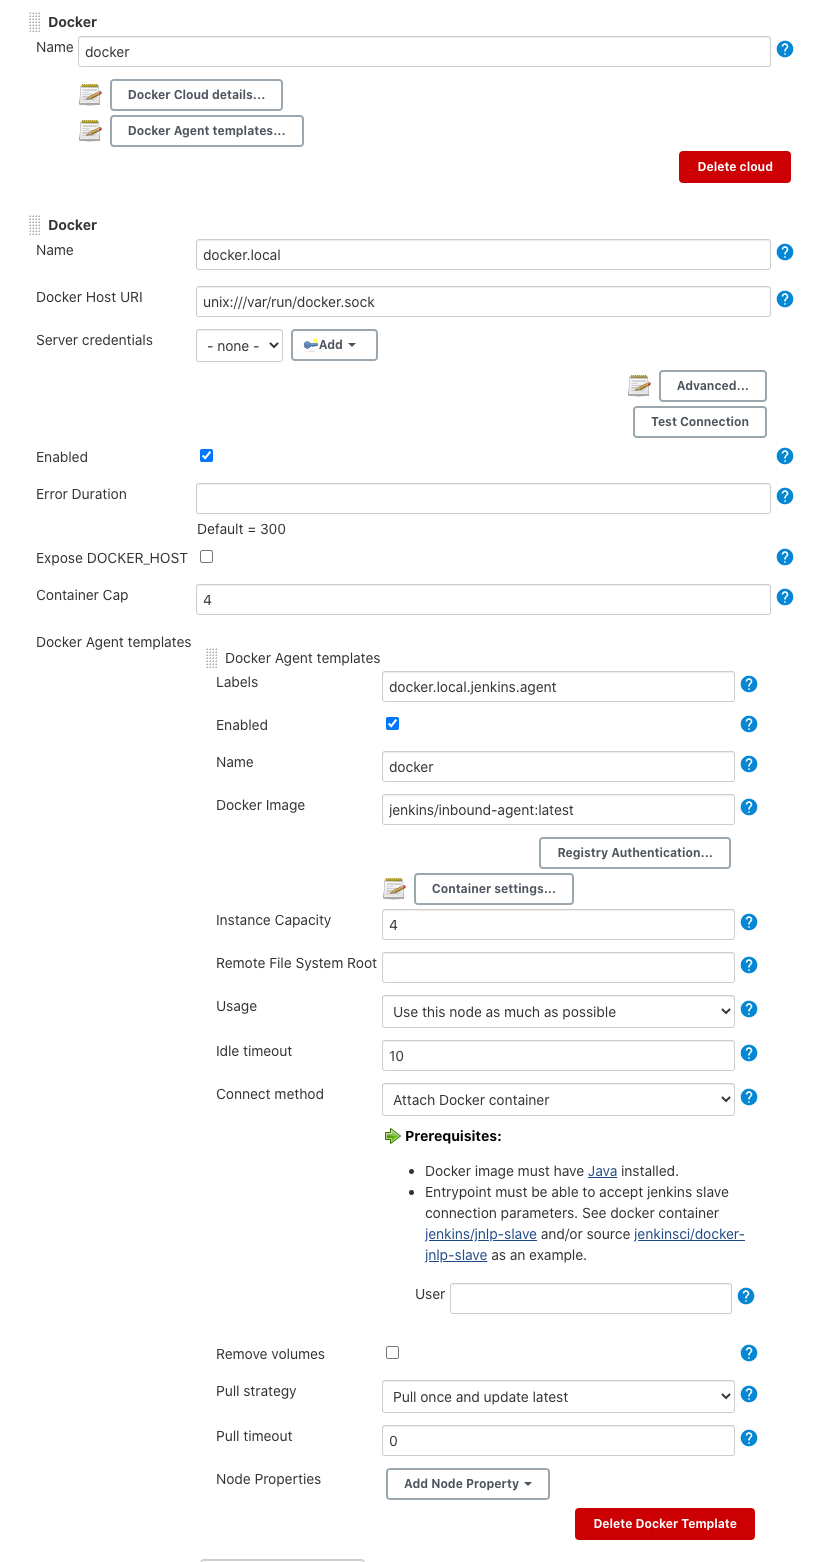 Docker
Name docker ?
Docker Cloud details...
Docker Agent templates...
Delete cloud
Docker
Name docker.local ?
Docker Host URI unix:///var/run/docker.sock ?
Server credentials - none - Add
Advanced...
Test Connection
Enabled ?
Error Duration ?
Default = 300
Expose DOCKER_HOST ?
Container Cap 4 ?
Docker Agent templates
Docker Agent templates
Labels docker.local.jenkins.agent ?
Enabled ?
Name docker ?
Docker Image jenkins/inbound-agent:latest ?
Registry Authentication...
Container settings...
Instance Capacity 4 ?
Remote File System Root ?
Usage Use this node as much as possible ?
Idle timeout 10 ?
Connect method Attach Docker container ?
Prerequisites:
• Docker image must have Java installed.
• Entrypoint must be able to accept jenkins slave
connection parameters. See docker container
jenkins/jnlp-slave and/or source jenkinsci/docker-
jnlp-slave as an example.
User ?
Remove volumes ?
Pull strategy Pull once and update latest ?
Pull timeout 0 ?
Node Properties Add Node Property
Delete Docker Template